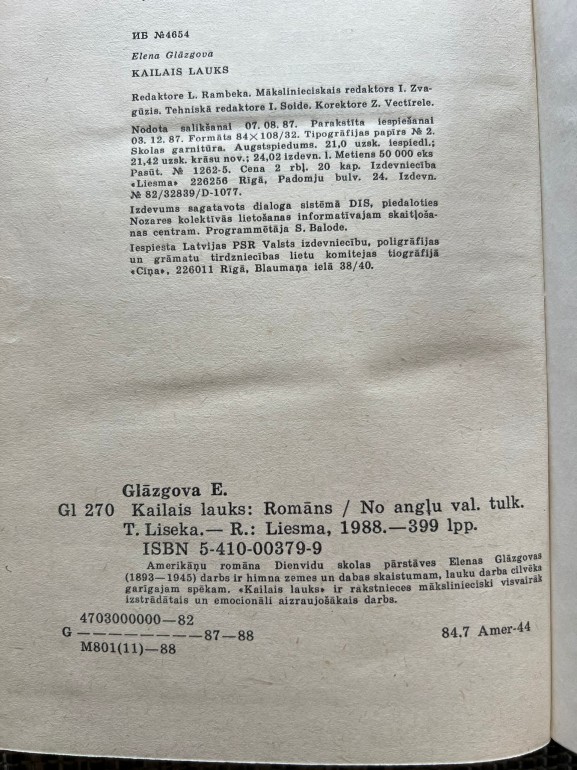 ИБ №4654
Elena Glāzgova
KAILAIS LAUKS
Redaktore L. Rambeka. Mākslinieciskais redaktors I. Zva-
gūzis. Tehniskā redaktore I. Soide. Korektore Z. Vectirele.
Nodota salikšanai 07. 08. 87. Parakstīta iespiešanai
03. 12. 87. Formāts 84×108/32. Tipogrāfijas papīrs № 2.
Skolas garnitūra. Augstspiedums. 21,0 uzsk. iespiedl.;
21,42 uzsk. krāsu nov.; 24,02 izdevn. l. Metiens 50 000 eks
Pasūt. № 1262-5. Cena 2 rbļ. 20 kap. Izdevniecība
«Liesma» 226256 Rīgā, Padomju bulv. 24. Izdevn.
№ 82/32839/D-1077.
Izdevums sagatavots dialoga sistēmā DIS, piedaloties
Nozares kolektīvās lietošanas informatīvajam skaitļoša-
nas centram. Programmētāja S. Balode.
Iespiesta Latvijas PSR Valsts izdevniecību, poligrāfijas
un grāmatu tirdzniecības lietu komitejas tiogrāfijā
«Cīņa», 226011 Rīgā, Blaumaņa ielā 38/40.
Glāzgova E.
Gl 270 Kailais lauks: Romāns / No angļu val. tulk.
T. Liseka.— R.: Liesma, 1988.—399 lpp.
ISBN 5-410-00379-9
Amerikāņu romāna Dienvidu skolas pārstāves Elenas Glāzgovas
(1893—1945) darbs ir himna zemes un dabas skaistumam, lauku darba cilvēka
garīgajam spēkam. «Kailais lauks» ir rakstnieces mākslinieciski visvairāk
izstrādātais un emocionāli aizraujošākais darbs.
4703000000—82
G — — — — — — — —87—88
M801(11)—88
84.7 Amer-44